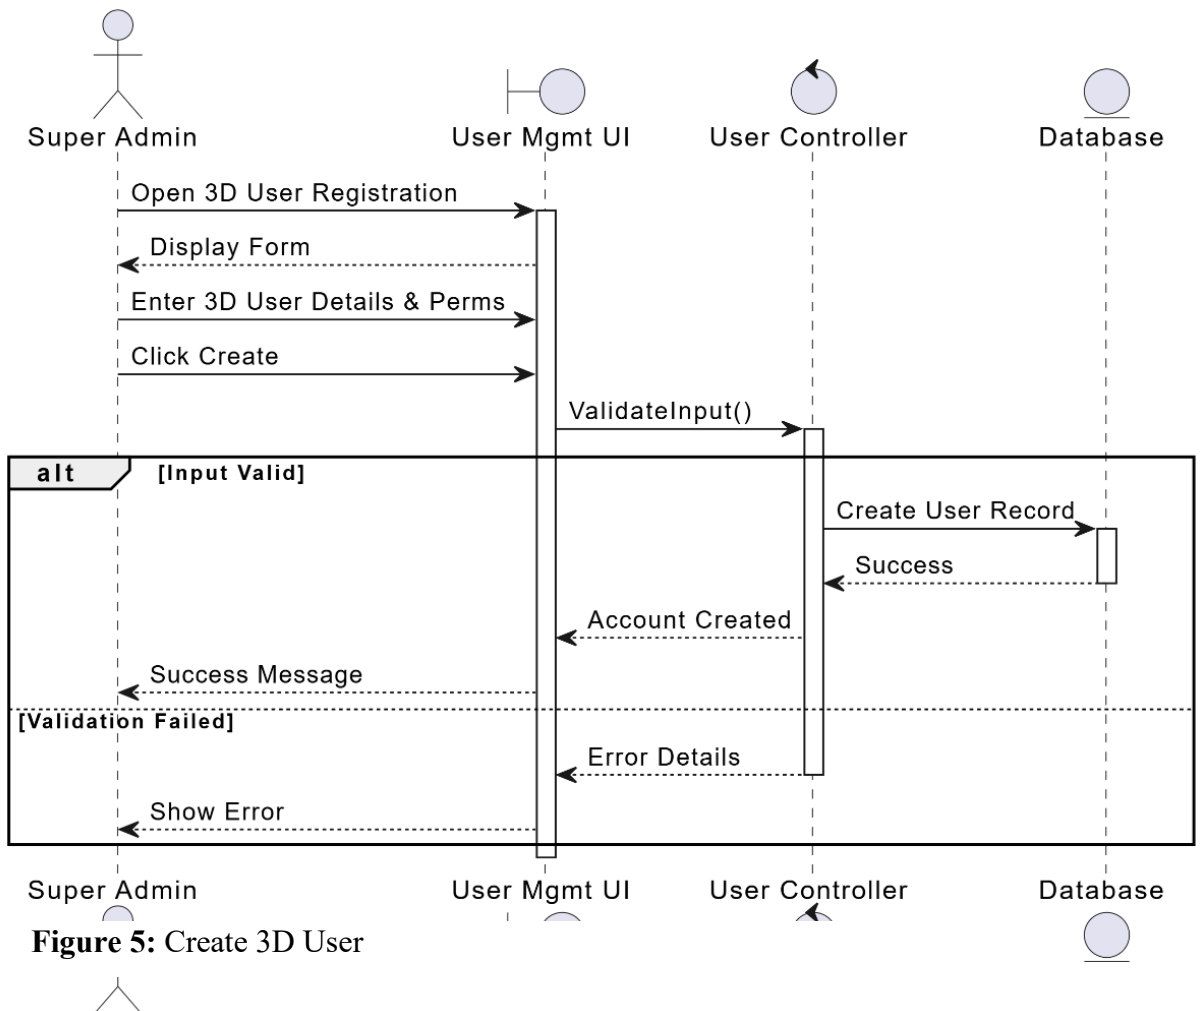 Super Admin
User Mgmt UI
User Controller
Database
Open 3D User Registration
Display Form
Enter 3D User Details & Perms
Click Create
ValidateInput()
alt
[Input Valid]
Create User Record
Success
Account Created
Success Message
[Validation Failed]
Error Details
Show Error
Super Admin
User Mgmt UI
User Controller
Database
Figure 5: Create 3D User